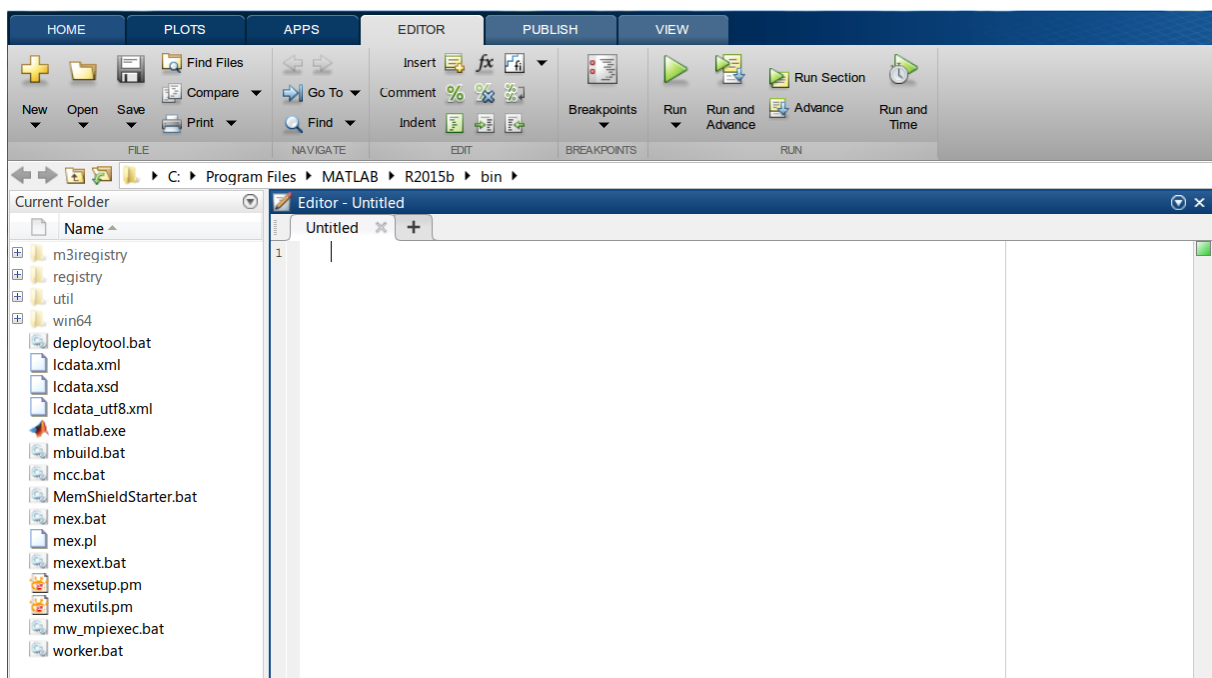 HOME PLOTS APPS EDITOR PUBLISH VIEW
Find Files Insert fx fi
Compare Go To Comment % Run Section
New Open Save Breakpoints Run Run and Advance Advance Run and Time
Print Find Indent
FILE NAVIGATE EDIT BREAKPOINTS RUN
C: Program Files MATLAB R2015b bin
Current Folder
Editor - Untitled
Name
Untitled
1
m3iregistry
registry
util
win64
deploytool.bat
lcdata.xml
lcdata.xsd
lcdata_utf8.xml
matlab.exe
mbuild.bat
mcc.bat
MemShieldStarter.bat
mex.bat
mex.pl
mexext.bat
mexsetup.pm
mexutils.pm
mw_mpiexec.bat
worker.bat